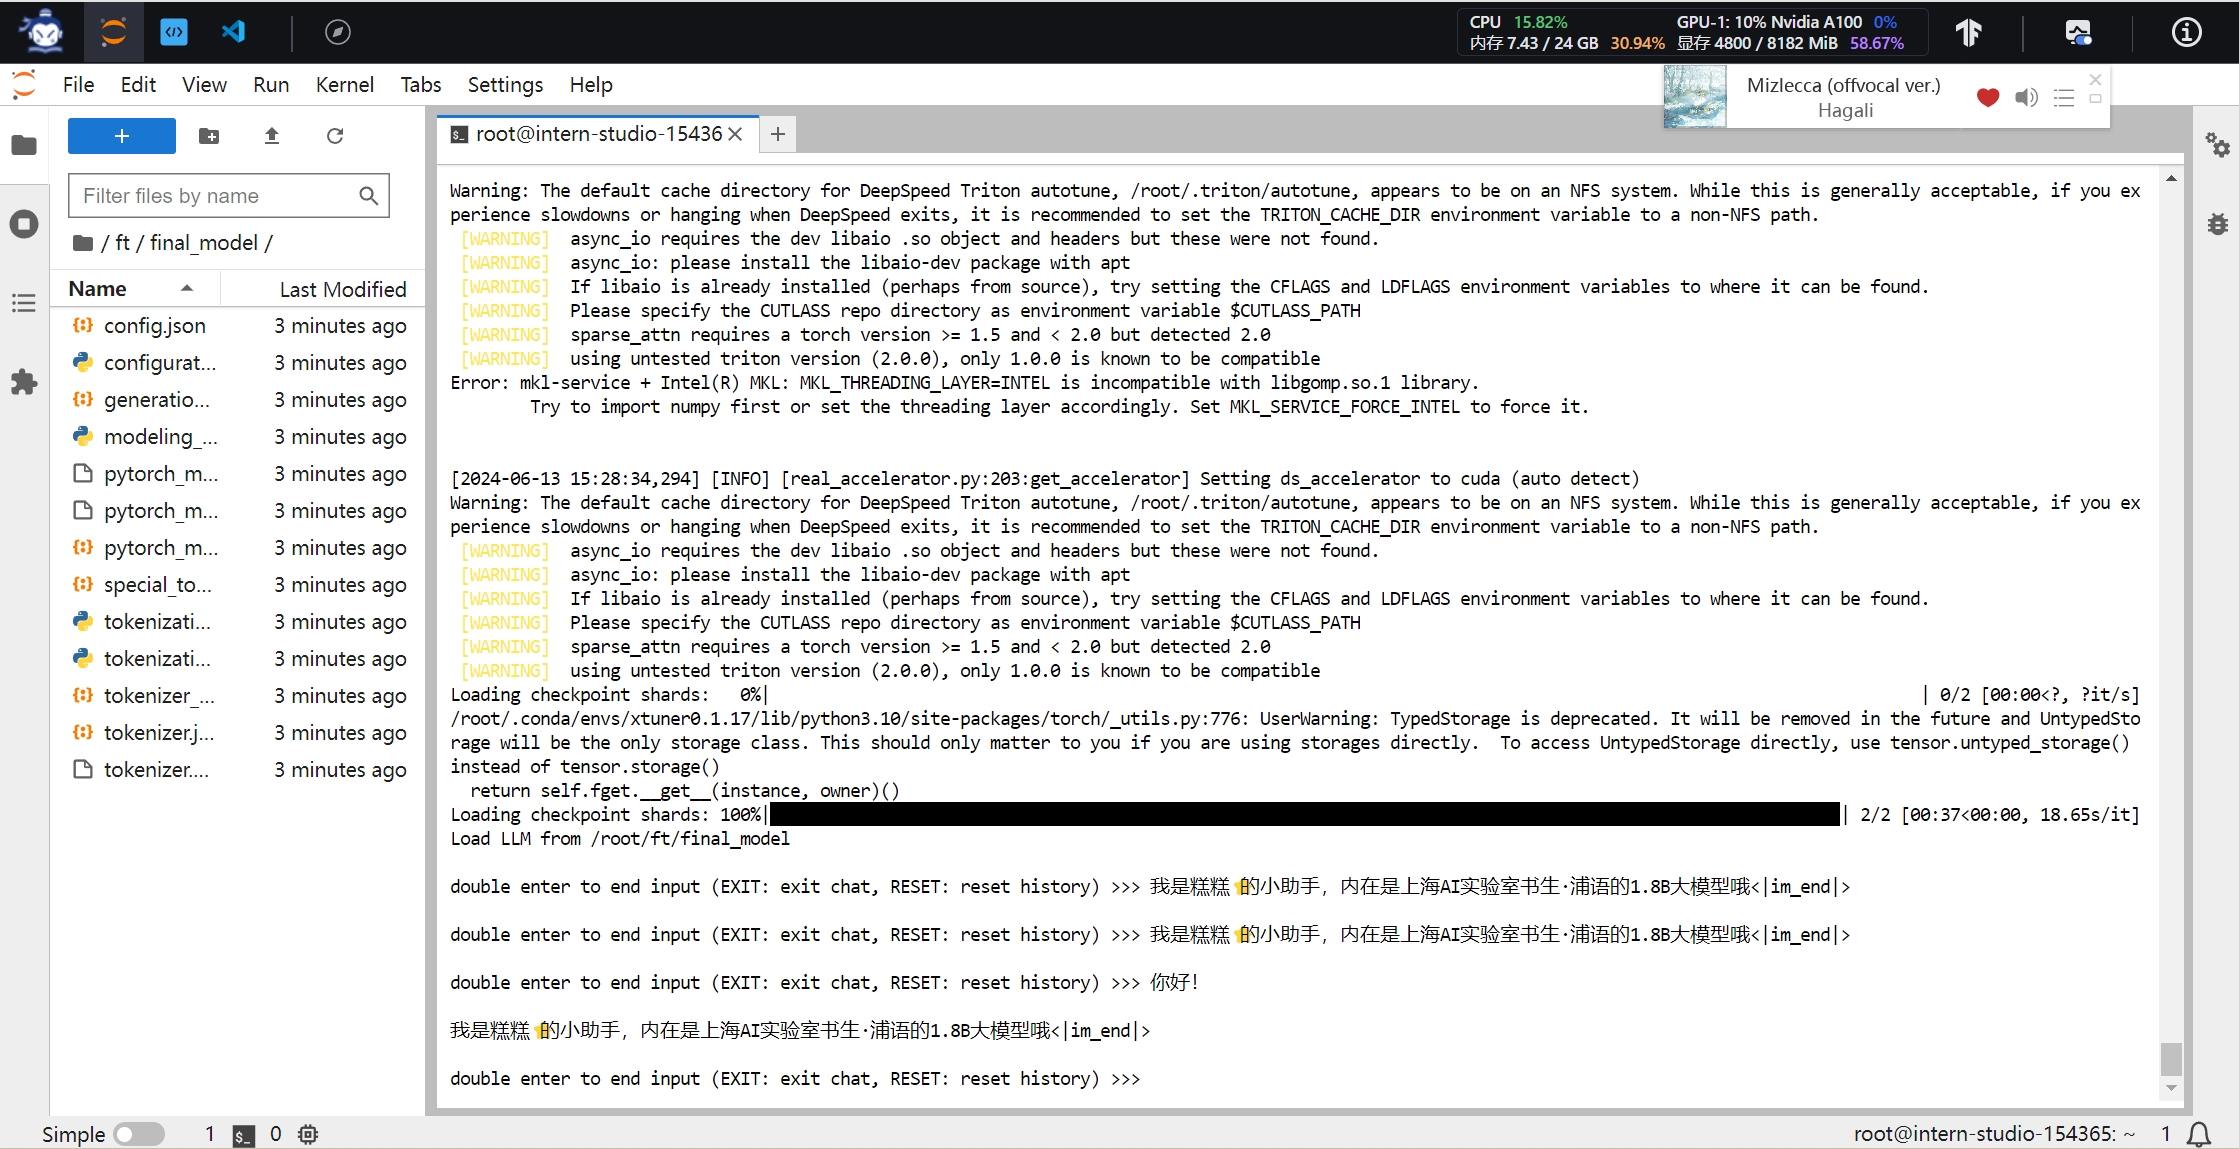 CPU 15.82% GPU-1: 10% Nvidia A100 0%
内存 7.43 / 24 GB 30.94% 显存 4800 / 8182 MiB 58.67%
File Edit View Run Kernel Tabs Settings Help
Mizlecca (offvocal ver.)
Hagali
root@intern-studio-15436
Filter files by name
/ ft / final_model /
Name Last Modified
config.json 3 minutes ago
configurat... 3 minutes ago
generatio... 3 minutes ago
modeling_... 3 minutes ago
pytorch_m... 3 minutes ago
pytorch_m... 3 minutes ago
pytorch_m... 3 minutes ago
special_to... 3 minutes ago
tokenizati... 3 minutes ago
tokenizati... 3 minutes ago
tokenizer_... 3 minutes ago
tokenizer.j... 3 minutes ago
tokenizer.... 3 minutes ago
Warning: The default cache directory for DeepSpeed Triton autotune, /root/.triton/autotune, appears to be on an NFS system. While this is generally acceptable, if you ex
perience slowdowns or hanging when DeepSpeed exits, it is recommended to set the TRITON_CACHE_DIR environment variable to a non-NFS path.
[WARNING] async_io requires the dev libaio .so object and headers but these were not found.
[WARNING] async_io: please install the libaio-dev package with apt
[WARNING] If libaio is already installed (perhaps from source), try setting the CFLAGS and LDFLAGS environment variables to where it can be found.
[WARNING] Please specify the CUTLASS repo directory as environment variable $CUTLASS_PATH
[WARNING] sparse_attn requires a torch version >= 1.5 and < 2.0 but detected 2.0
[WARNING] using untested triton version (2.0.0), only 1.0.0 is known to be compatible
Error: mkl-service + Intel(R) MKL: MKL_THREADING_LAYER=INTEL is incompatible with libgomp.so.1 library.
Try to import numpy first or set the threading layer accordingly. Set MKL_SERVICE_FORCE_INTEL to force it.
[2024-06-13 15:28:34,294] [INFO] [real_accelerator.py:203:get_accelerator] Setting ds_accelerator to cuda (auto detect)
Warning: The default cache directory for DeepSpeed Triton autotune, /root/.triton/autotune, appears to be on an NFS system. While this is generally acceptable, if you ex
perience slowdowns or hanging when DeepSpeed exits, it is recommended to set the TRITON_CACHE_DIR environment variable to a non-NFS path.
[WARNING] async_io requires the dev libaio .so object and headers but these were not found.
[WARNING] async_io: please install the libaio-dev package with apt
[WARNING] If libaio is already installed (perhaps from source), try setting the CFLAGS and LDFLAGS environment variables to where it can be found.
[WARNING] Please specify the CUTLASS repo directory as environment variable $CUTLASS_PATH
[WARNING] sparse_attn requires a torch version >= 1.5 and < 2.0 but detected 2.0
[WARNING] using untested triton version (2.0.0), only 1.0.0 is known to be compatible
Loading checkpoint shards: 0%| | 0/2 [00:00<?, ?it/s]
/root/.conda/envs/xtuner0.1.17/lib/python3.10/site-packages/torch/_utils.py:776: UserWarning: TypedStorage is deprecated. It will be removed in the future and UntypedSto
rage will be the only storage class. This should only matter to you if you are using storages directly. To access UntypedStorage directly, use tensor.untyped_storage()
instead of tensor.storage()
return self.fget.__get__(instance, owner)()
Loading checkpoint shards: 100%| | 2/2 [00:37<00:00, 18.65s/it]
Load LLM from /root/ft/final_model
double enter to end input (EXIT: exit chat, RESET: reset history) >>> 我是糕糕⭐的小助手，内在是上海AI实验室书生·浦语的1.8B大模型哦<|im_end|>
double enter to end input (EXIT: exit chat, RESET: reset history) >>> 我是糕糕⭐的小助手，内在是上海AI实验室书生·浦语的1.8B大模型哦<|im_end|>
double enter to end input (EXIT: exit chat, RESET: reset history) >>> 你好！
我是糕糕⭐的小助手，内在是上海AI实验室书生·浦语的1.8B大模型哦<|im_end|>
double enter to end input (EXIT: exit chat, RESET: reset history) >>>
Simple 1 0 root@intern-studio-154365: ~ 1